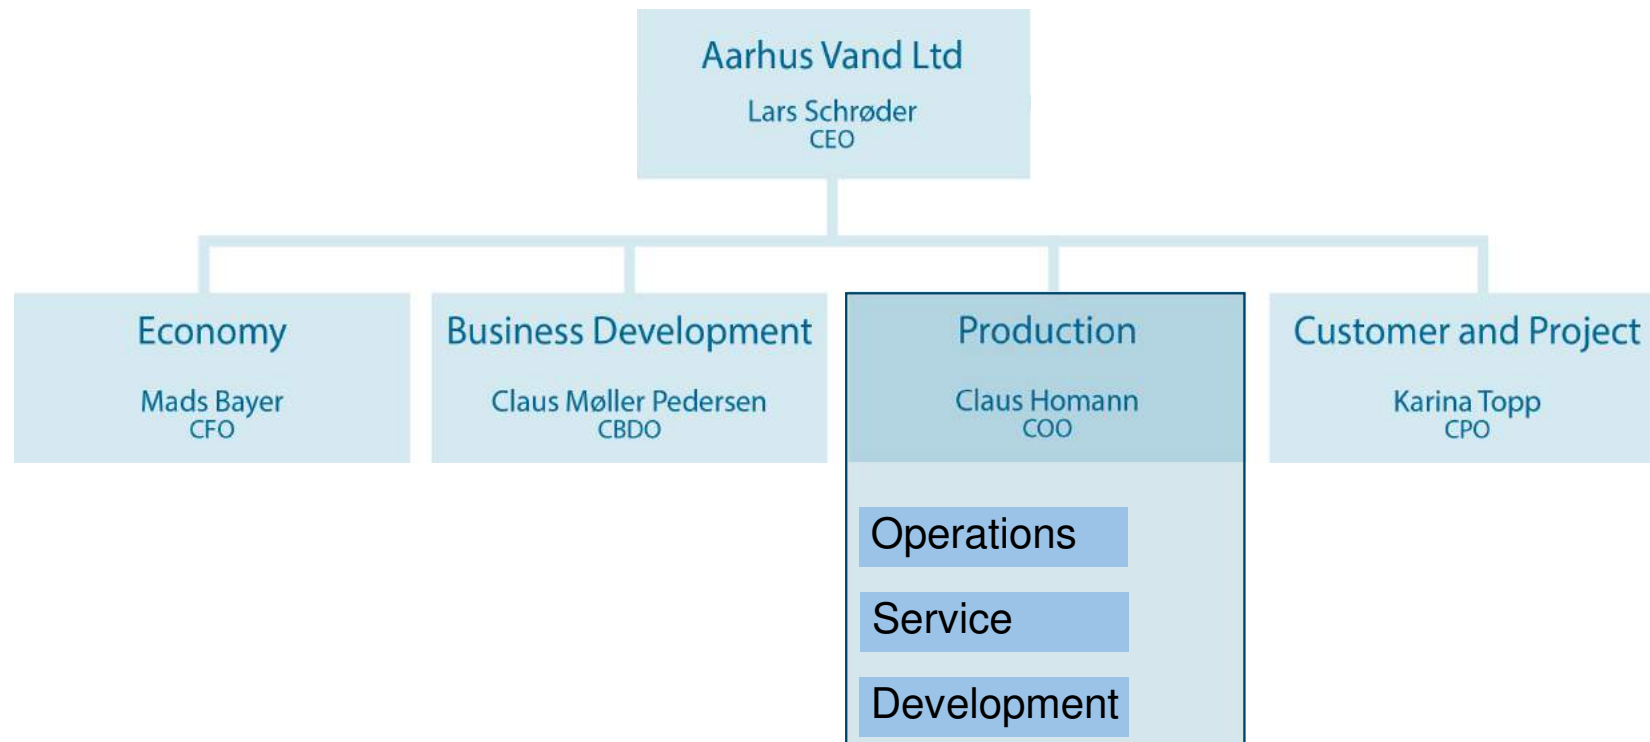 Aarhus Vand Ltd
Lars Schrøder
CEO
Economy
Mads Bayer
CFO
Business Development
Claus Møller Pedersen
CBDO
Production
Claus Homann
COO
Operations
Service
Development
Customer and Project
Karina Topp
CPO